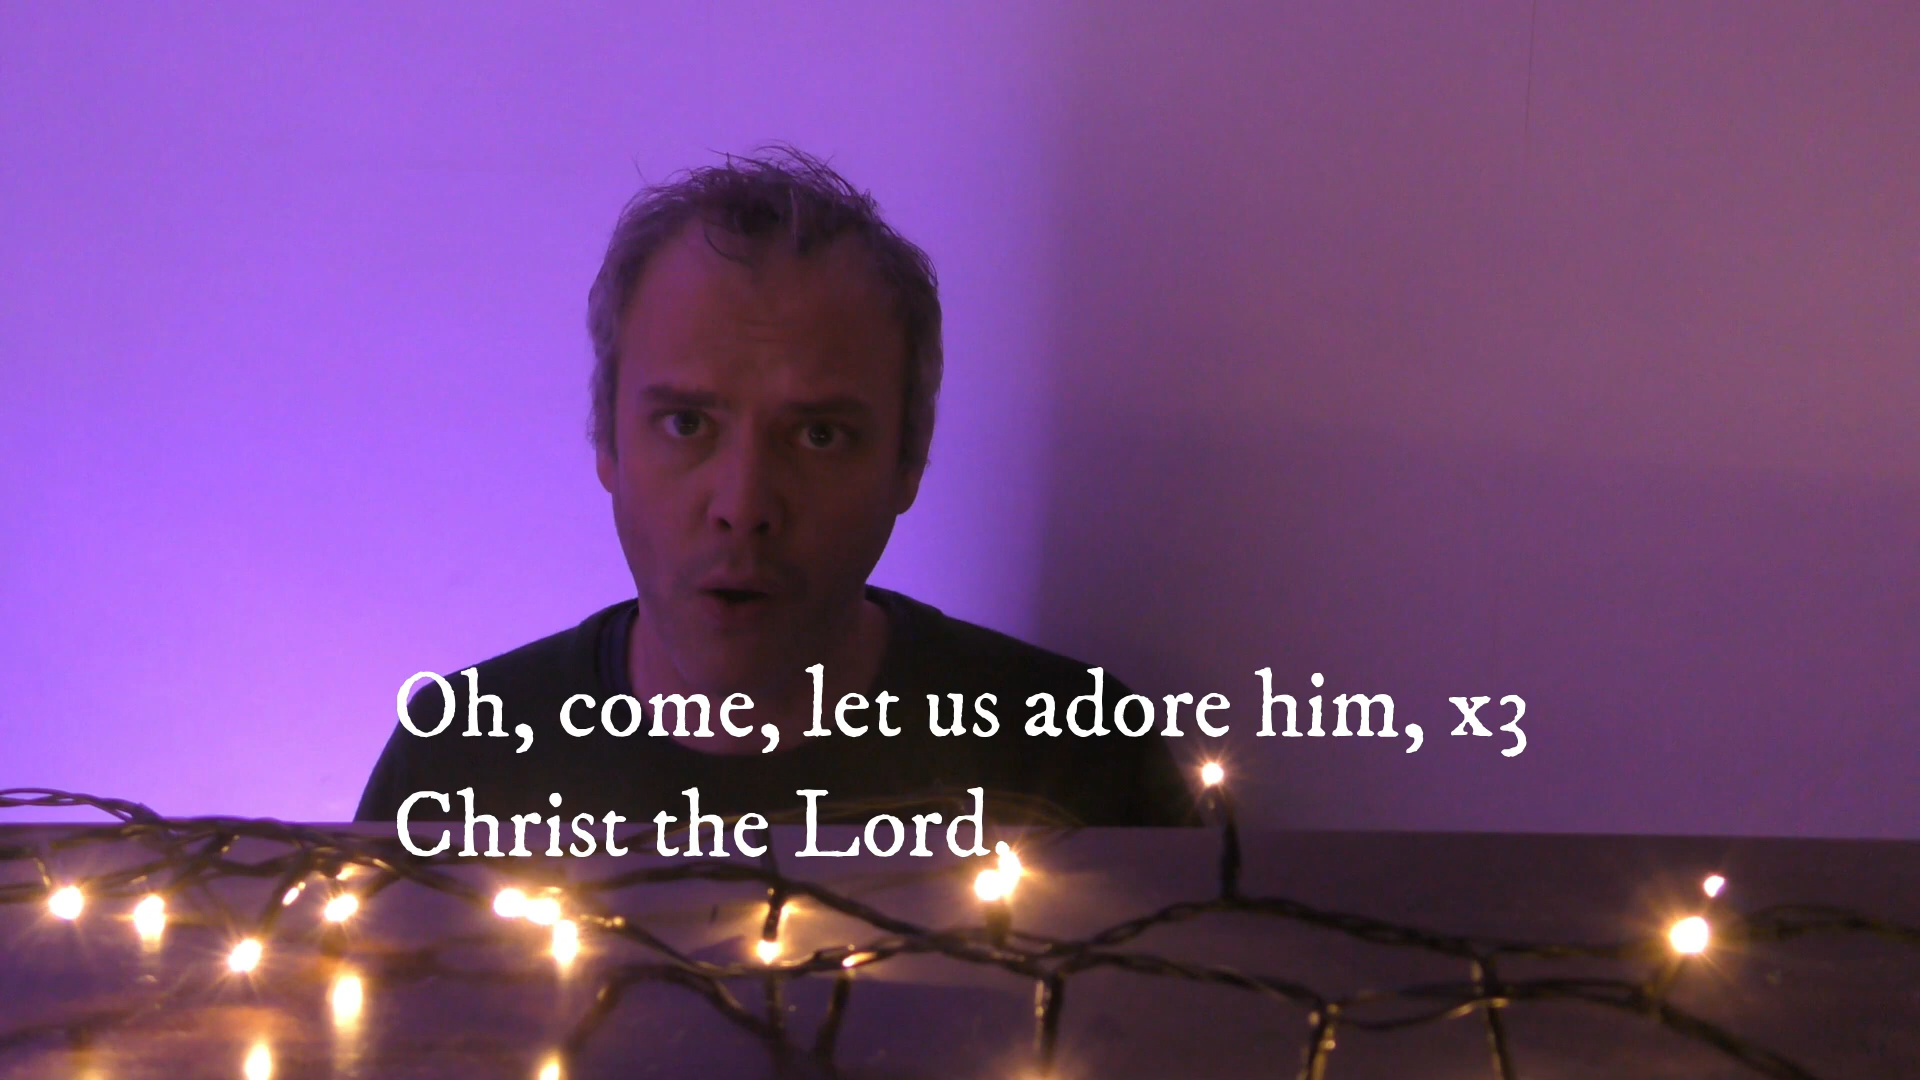 Oh, come, let us adore him, x3
Christ the Lord.